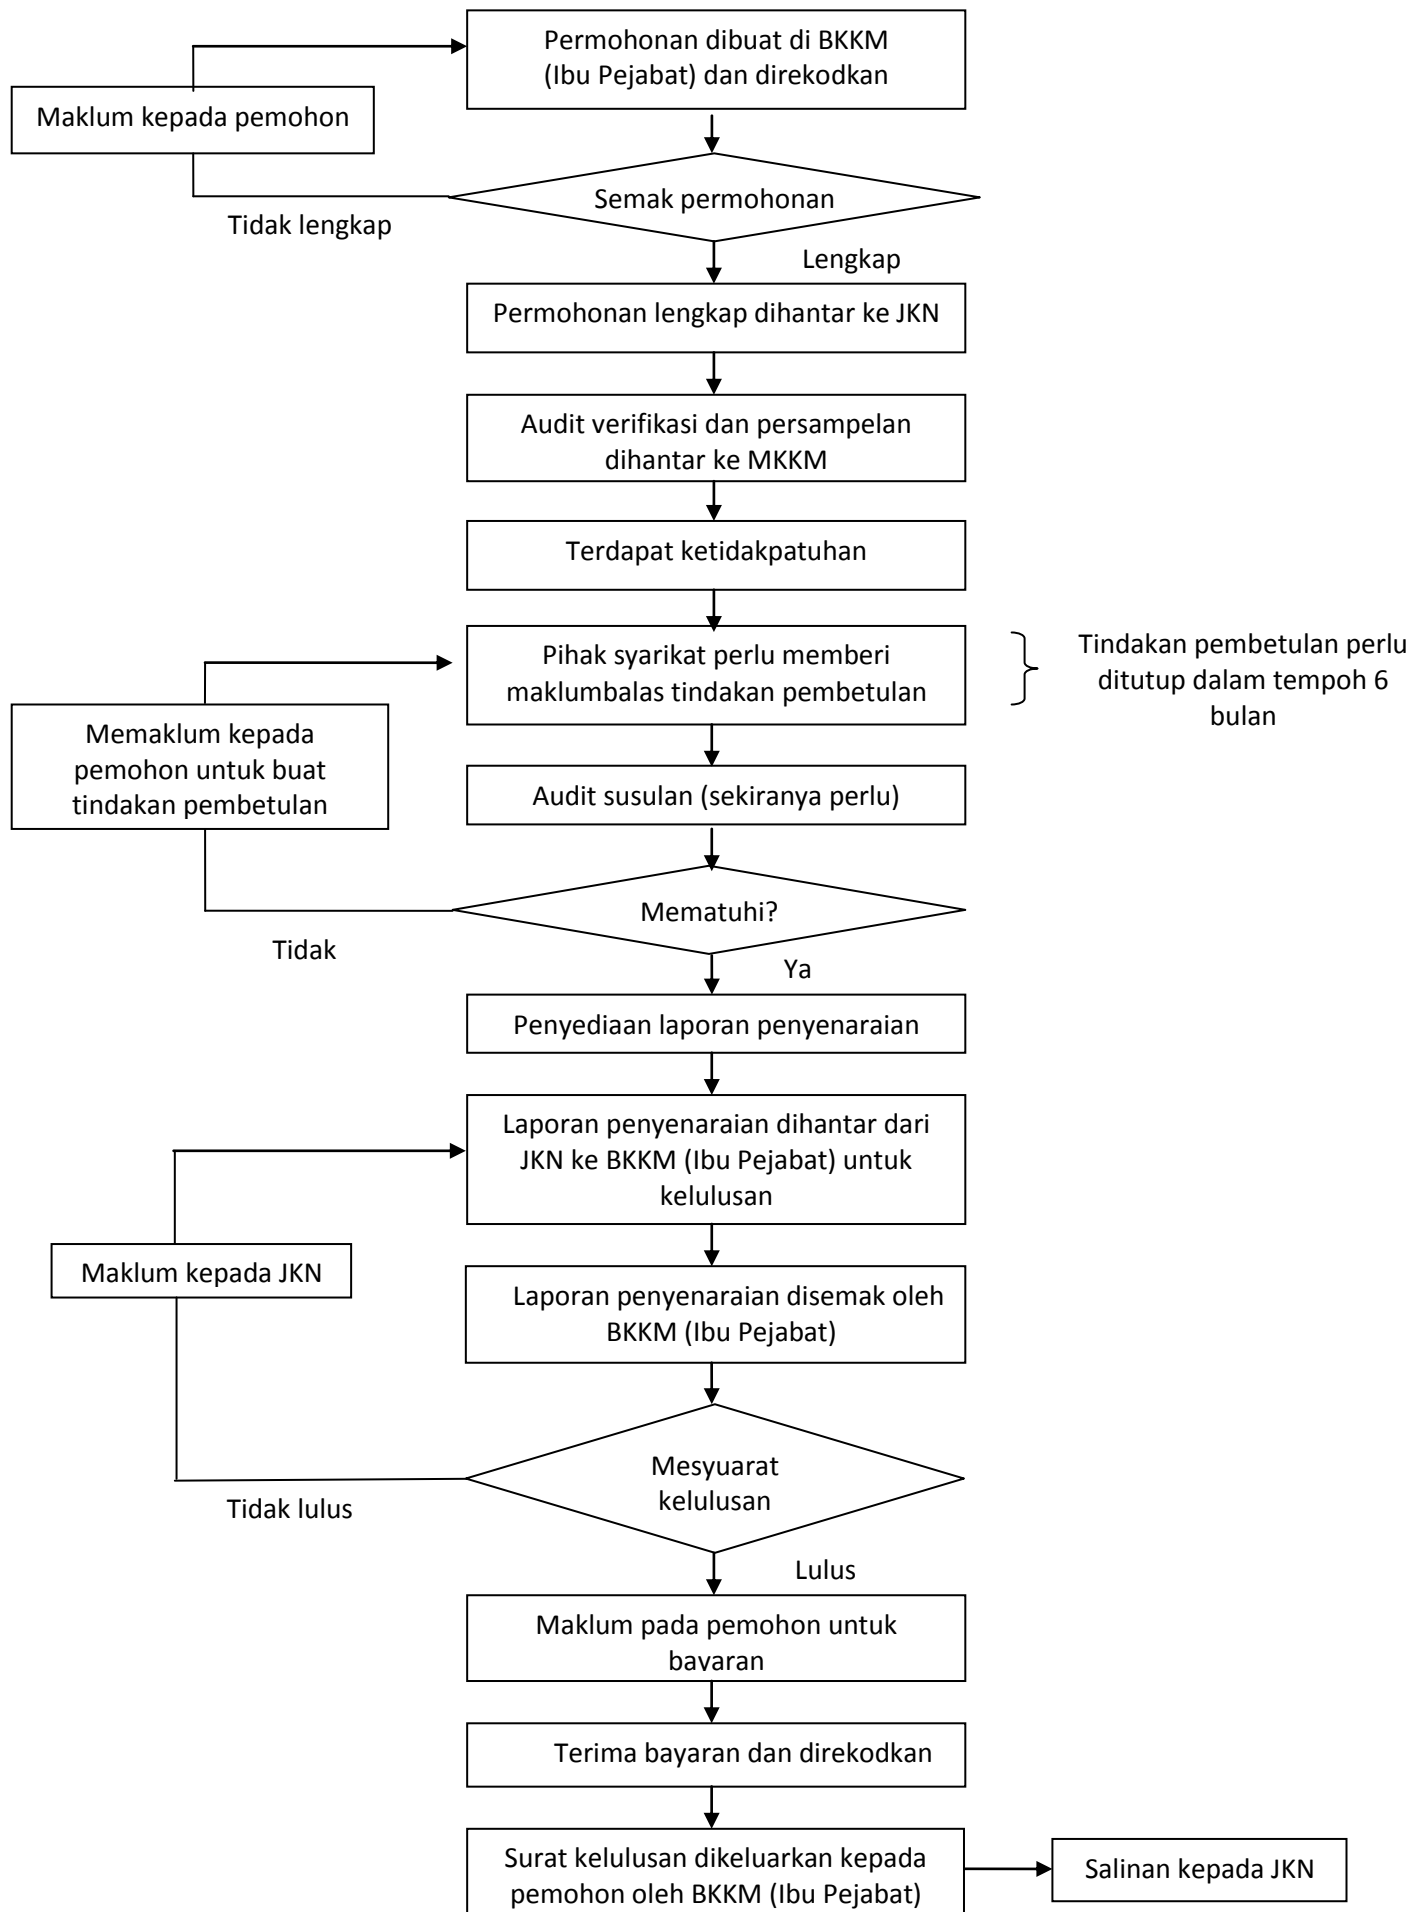 Permohonan dibuat di BKKM
(Ibu Pejabat) dan direkodkan
Maklum kepada pemohon
Semak permohonan
Tidak lengkap
Lengkap
Permohonan lengkap dihantar ke JKN
Audit verifikasi dan persampelan
dihantar ke MKKM
Terdapat ketidakpatuhan
Pihak syarikat perlu memberi
maklumbalas tindakan pembetulan
Tindakan pembetulan perlu
ditutup dalam tempoh 6
bulan
Memaklum kepada
pemohon untuk buat
tindakan pembetulan
Audit susulan (sekiranya perlu)
Mematuhi?
Tidak
Ya
Penyediaan laporan penyenaraian
Laporan penyenaraian dihantar dari
JKN ke BKKM (Ibu Pejabat) untuk
kelulusan
Maklum kepada JKN
Laporan penyenaraian disemak oleh
BKKM (Ibu Pejabat)
Mesyuarat
kelulusan
Tidak lulus
Lulus
Maklum pada pemohon untuk
bayaran
Terima bayaran dan direkodkan
Surat kelulusan dikeluarkan kepada
pemohon oleh BKKM (Ibu Pejabat)
Salinan kepada JKN